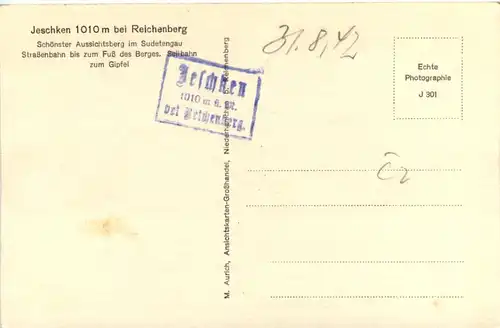 Jeschken 1010 m bei Reichenberg
Schönster Aussichtsberg im Sudetengau
Straßenbahn bis zum Fuß des Berges. Seilbahn
zum Gipfel
Jeschken
1010 m ü. M.
bei Reichenberg.
M. Aurich, Ansichtskarten-Großhandel, Reichenberg
31.8.42
Echte
Photographie
J 301